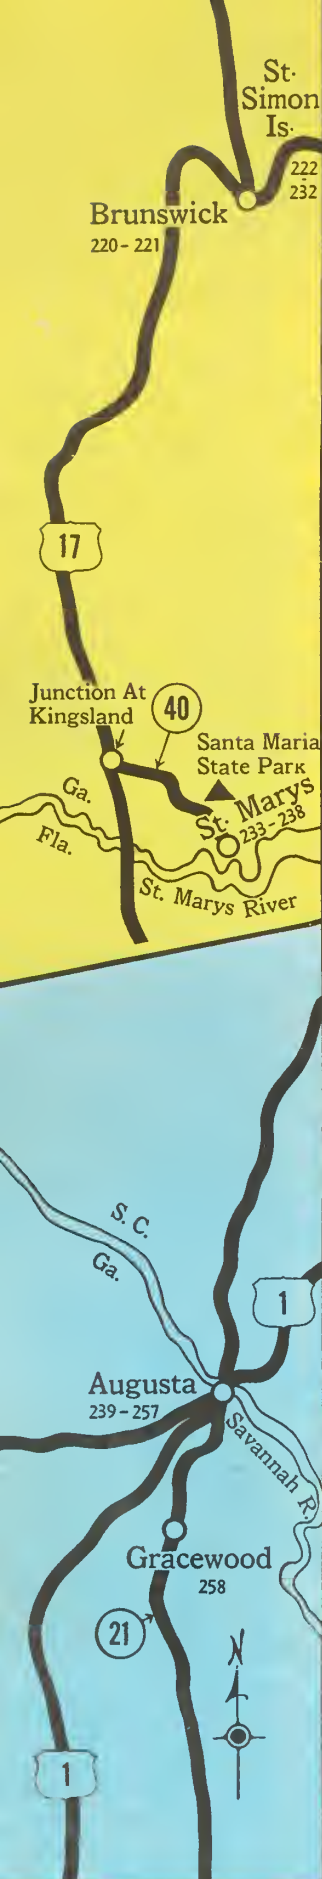 St.
Simon
Is.
222
-
232
Brunswick
220-221
17
Junction At
Kingsland
40
Santa Maria
State Park
Ga.
St. Marys
233-238
Fla.
St. Marys River
S. C.
Ga.
1
Augusta
239-257
Savannah R.
Gracewood
258
21
N
1